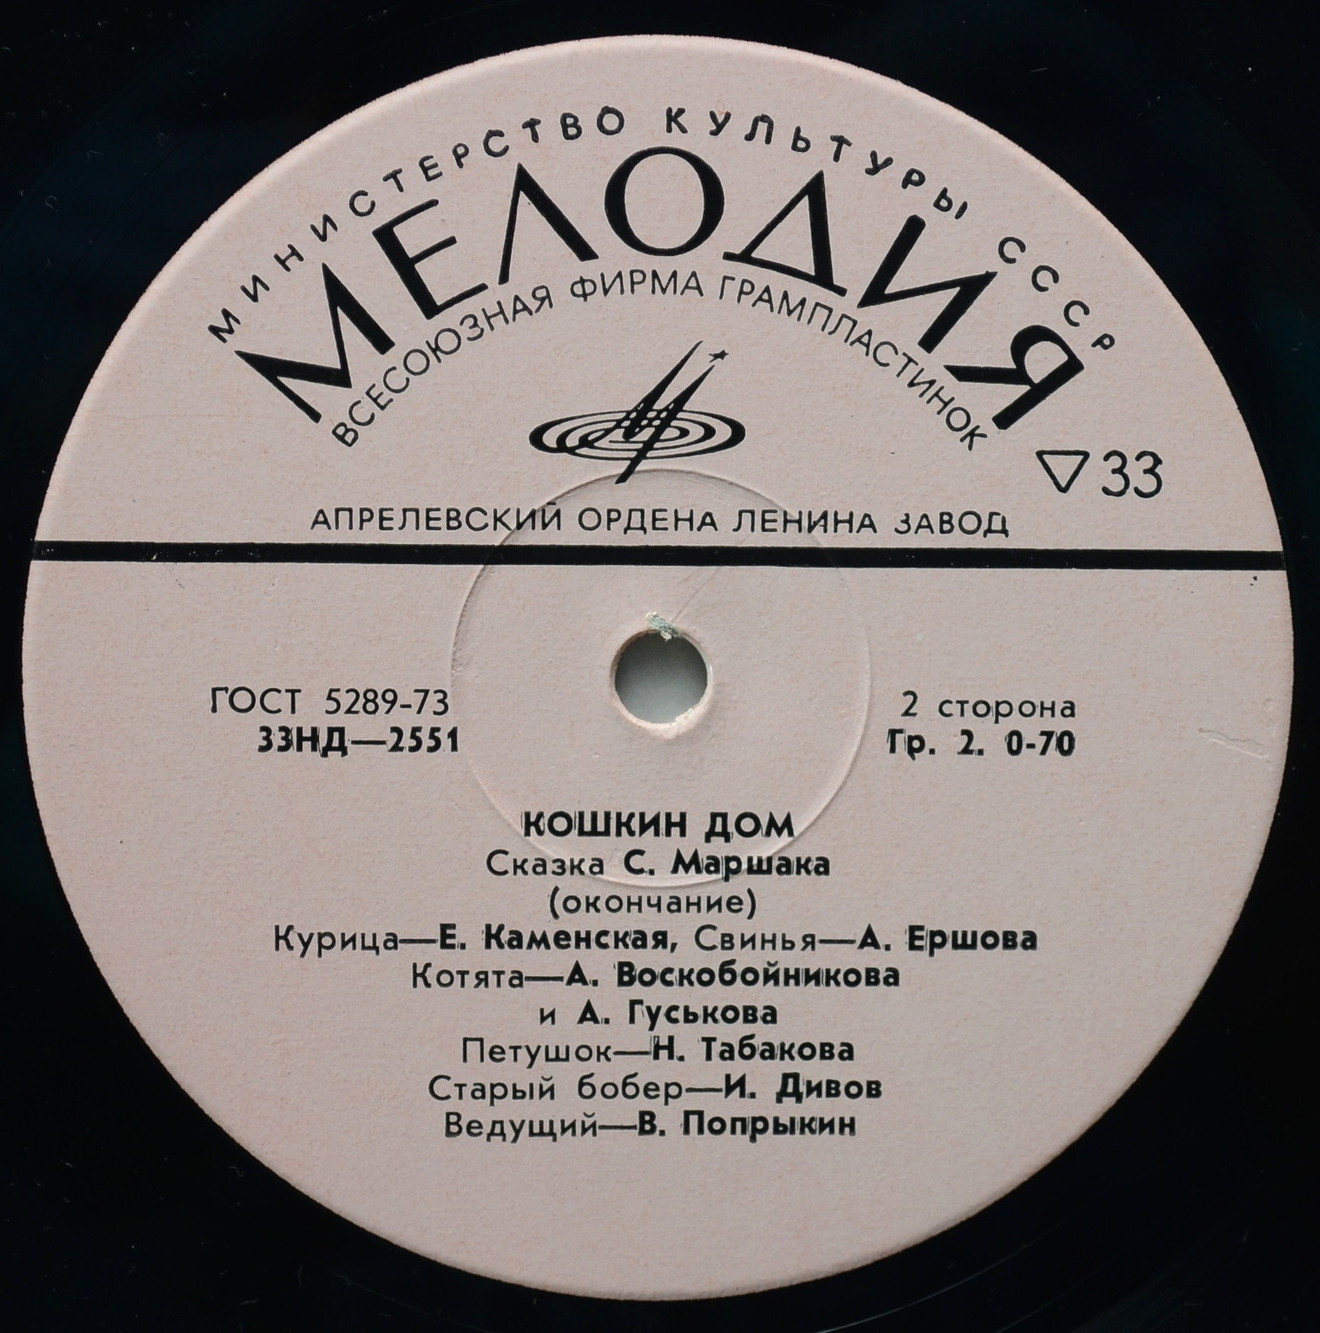 МИНИСТЕРСТВО КУЛЬТУРЫ СССР
МЕЛОДИЯ
ВСЕСОЮЗНАЯ ФИРМА ГРАМПЛАСТИНОК
33
АПРЕЛЕВСКИЙ ОРДЕНА ЛЕНИНА ЗАВОД
ГОСТ 5289-73
33НД—2551
2 сторона
Гр. 2. 0-70
КОШКИН ДОМ
Сказка С. Маршака
(окончание)
Курица—Е. Каменская, Свинья—А. Ершова
Котята—А. Воскобойникова
и А. Гуськова
Петушок—Н. Табакова
Старый бобер—И. Дивов
Ведущий—В. Попрыкин